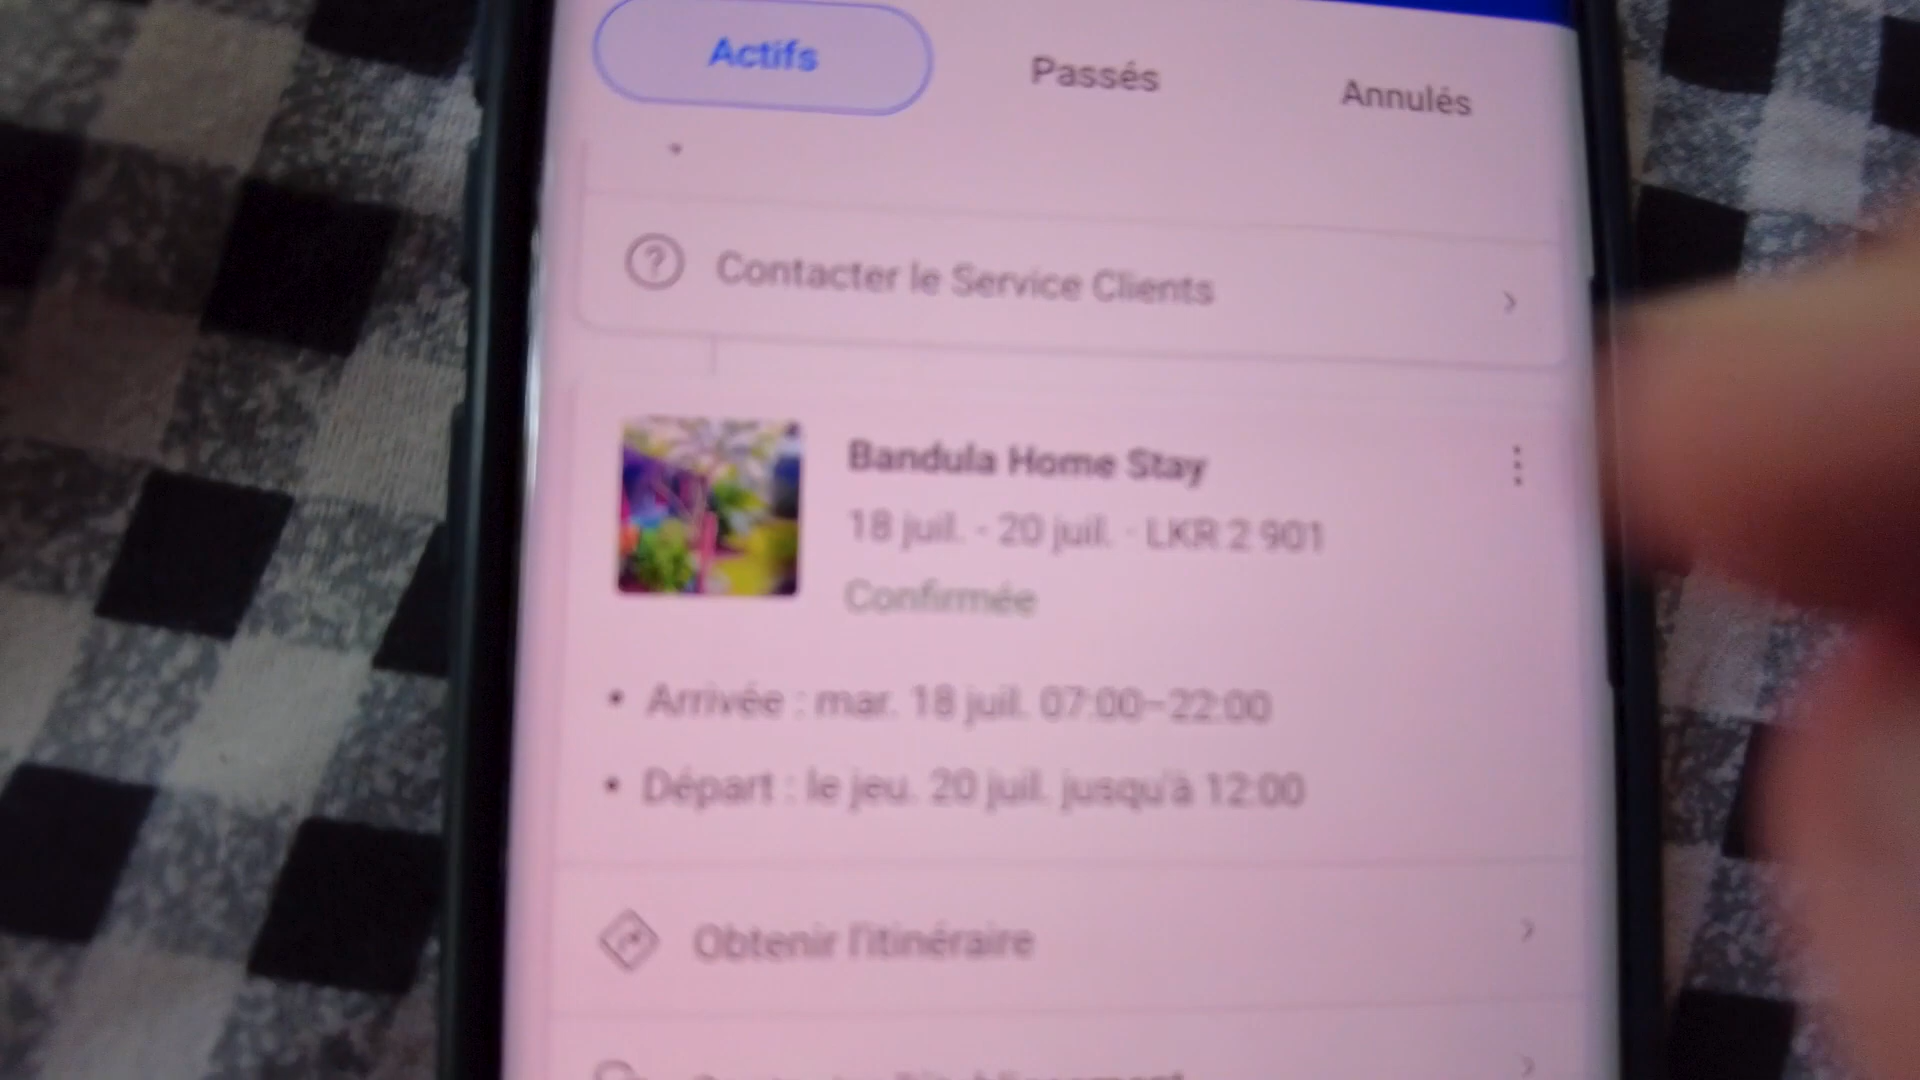 Actifs
Passés
Annulés
Contacter le Service Clients
Bandula Home Stay
18 juil. - 20 juil. · LKR 2 901
Confirmée
• Arrivée : mar. 18 juil. 07:00–22:00
• Départ : le jeu. 20 juil. jusqu'à 12:00
Obtenir l'itinéraire